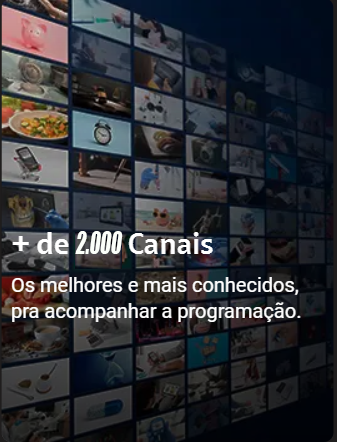 + de 2.000 Canais
Os melhores e mais conhecidos,
pra acompanhar a programação.